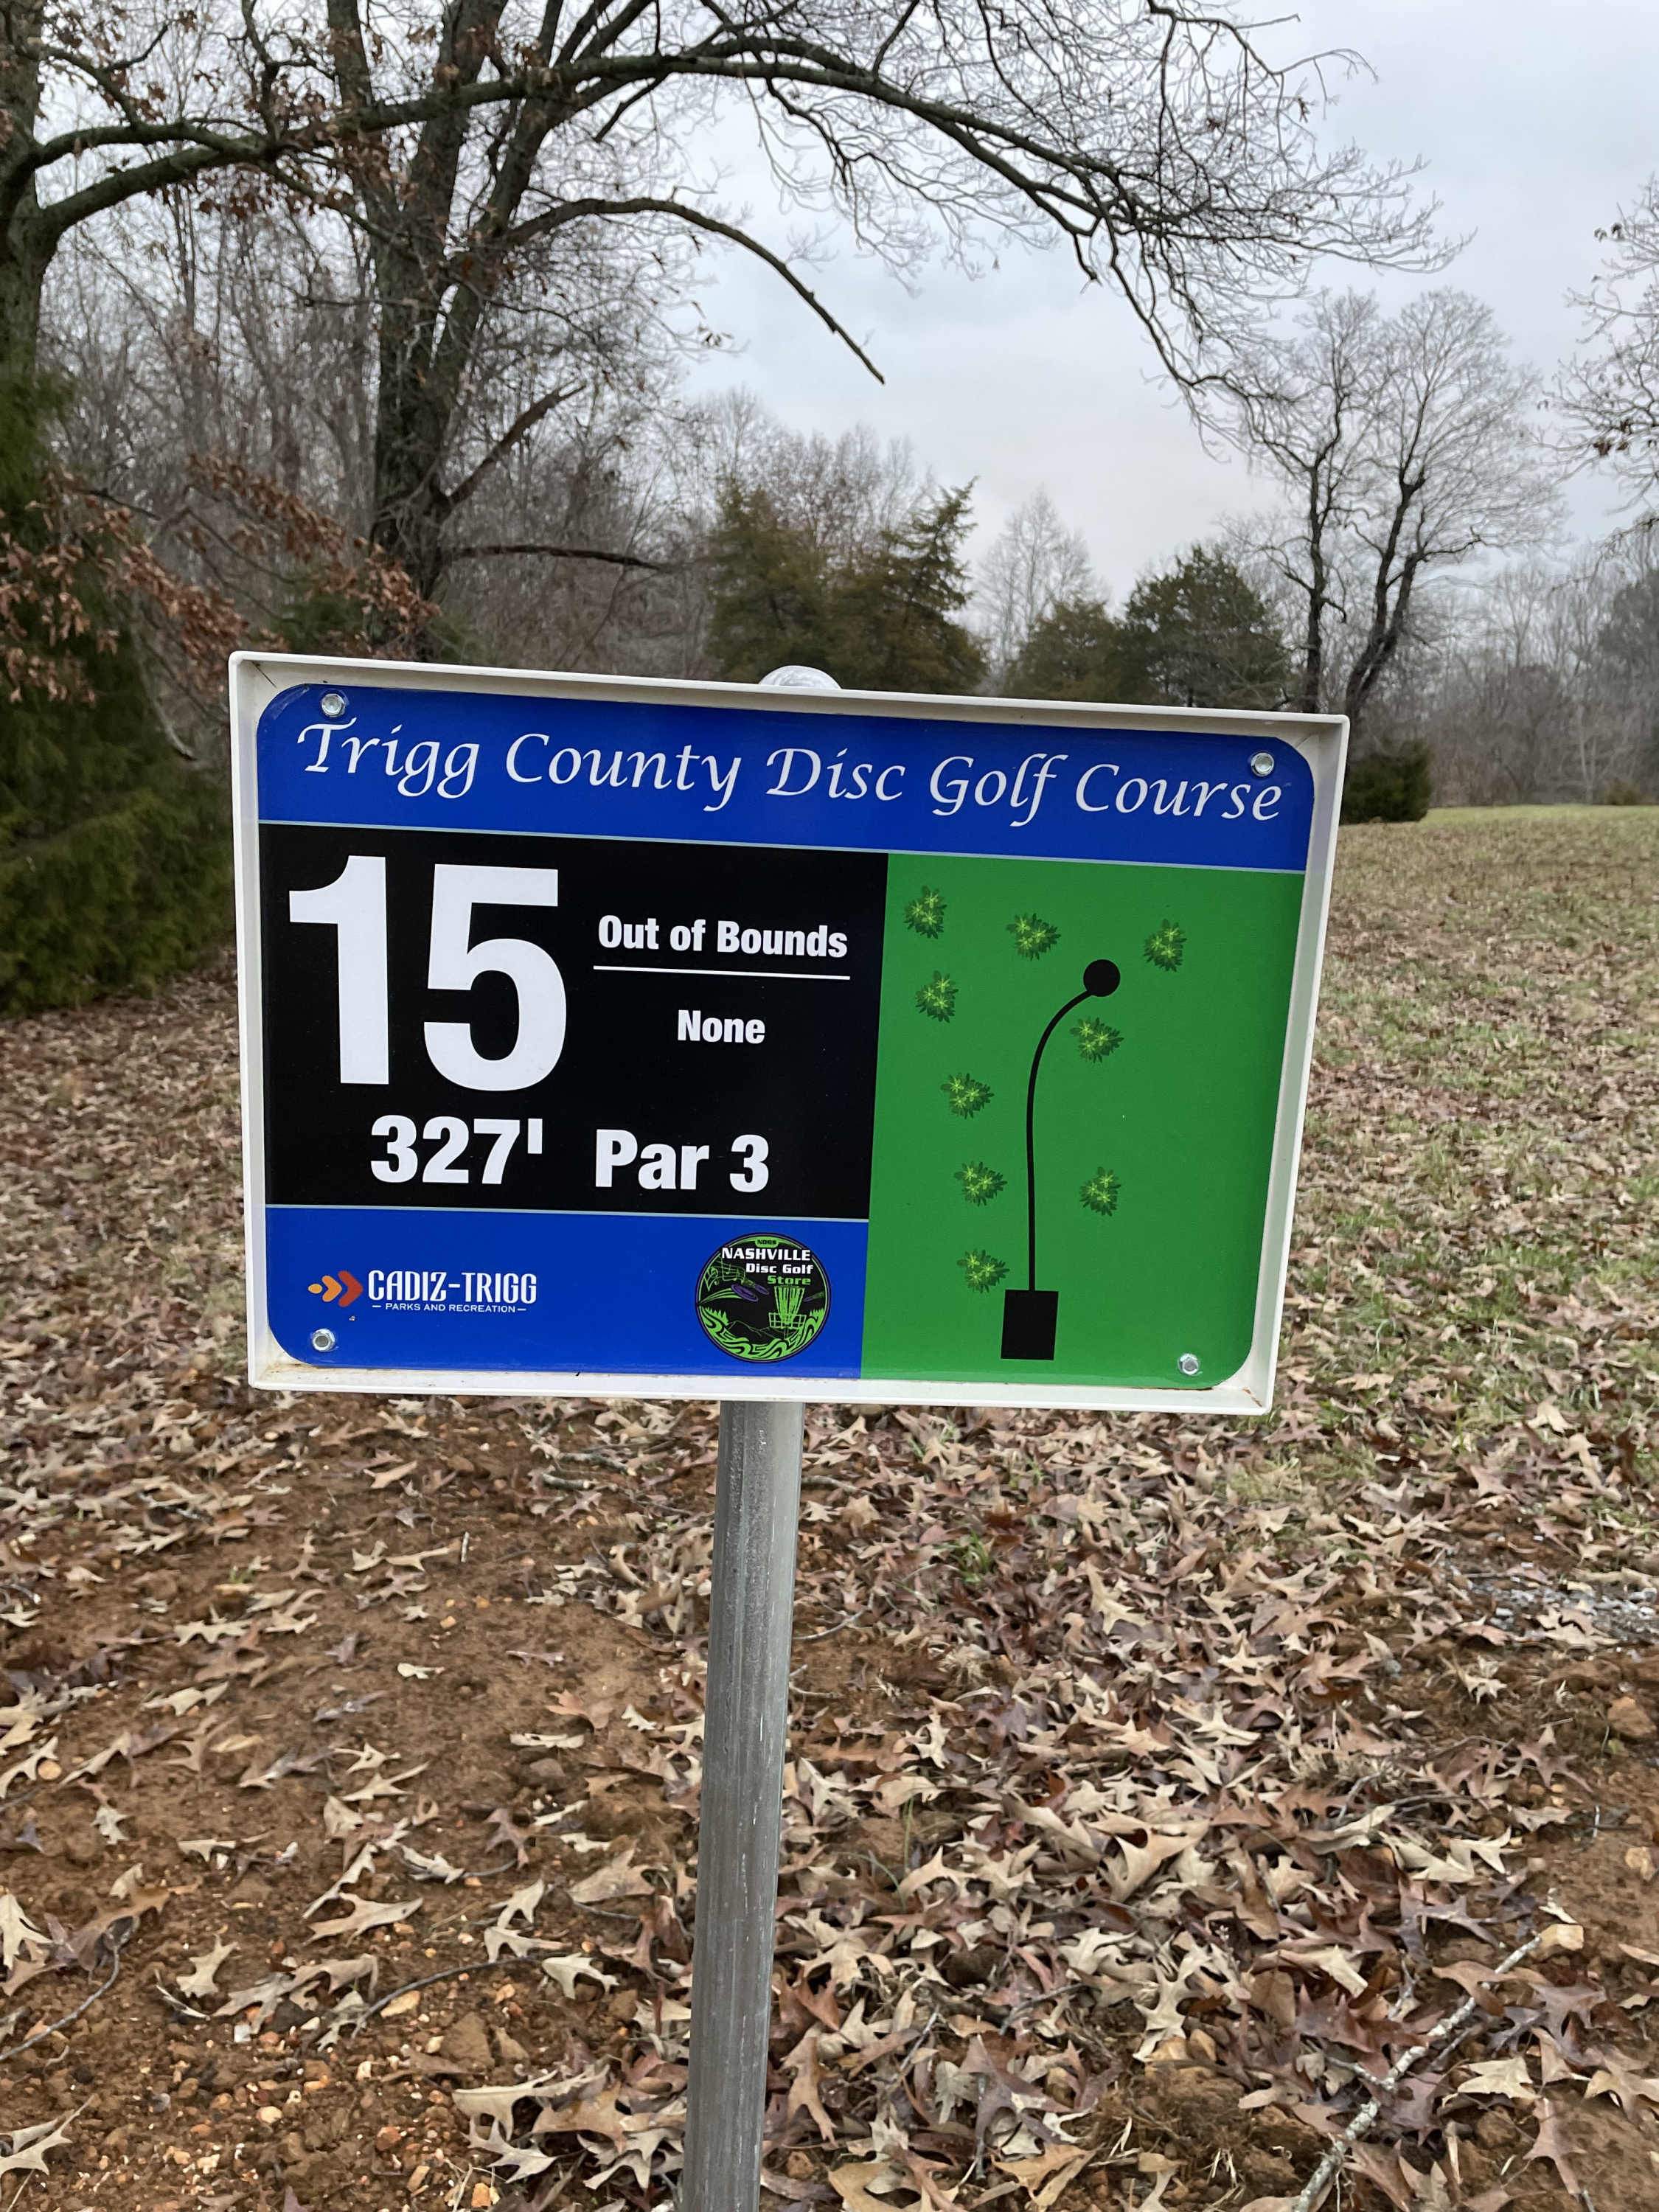 Trigg County Disc Golf Course
15
Out of Bounds
None
327' Par 3
CADIZ-TRIGG
PARKS AND RECREATION
NDGS
NASHVILLE
Disc Golf
Store